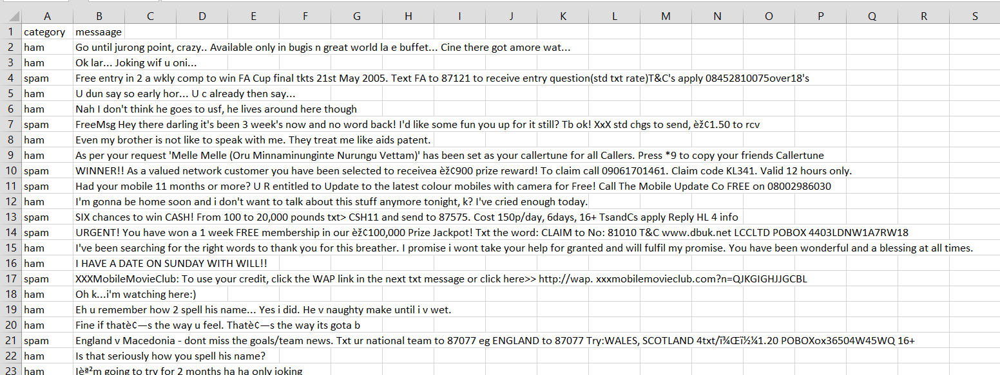 A B C D E F G H I J K L M N O P Q R S
1 category messaage
2 ham Go until jurong point, crazy.. Available only in bugis n great world la e buffet... Cine there got amore wat...
3 ham Ok lar... Joking wif u oni...
4 spam Free entry in 2 a wkly comp to win FA Cup final tkts 21st May 2005. Text FA to 87121 to receive entry question(std txt rate)T&C's apply 08452810075over18's
5 ham U dun say so early hor... U c already then say...
6 ham Nah I don't think he goes to usf, he lives around here though
7 spam FreeMsg Hey there darling it's been 3 week's now and no word back! I'd like some fun you up for it still? Tb ok! XxX std chgs to send, èž¢1.50 to rcv
8 ham Even my brother is not like to speak with me. They treat me like aids patent.
9 ham As per your request 'Melle Melle (Oru Minnaminunginte Nurungu Vettam)' has been set as your callertune for all Callers. Press *9 to copy your friends Callertune
10 spam WINNER!! As a valued network customer you have been selected to receivea èž¢900 prize reward! To claim call 09061701461. Claim code KL341. Valid 12 hours only.
11 spam Had your mobile 11 months or more? U R entitled to Update to the latest colour mobiles with camera for Free! Call The Mobile Update Co FREE on 08002986030
12 ham I'm gonna be home soon and i don't want to talk about this stuff anymore tonight, k? I've cried enough today.
13 spam SIX chances to win CASH! From 100 to 20,000 pounds txt> CSH11 and send to 87575. Cost 150p/day, 6days, 16+ TsandCs apply Reply HL 4 info
14 spam URGENT! You have won a 1 week FREE membership in our èž¢100,000 Prize Jackpot! Txt the word: CLAIM to No: 81010 T&C www.dbuk.net LCCLTD POBOX 4403LDNW1A7RW18
15 ham I've been searching for the right words to thank you for this breather. I promise i wont take your help for granted and will fulfil my promise. You have been wonderful and a blessing at all times.
16 ham I HAVE A DATE ON SUNDAY WITH WILL!!
17 spam XXXMobileMovieClub: To use your credit, click the WAP link in the next txt message or click here>> http://wap. xxxmobilemovieclub.com?n=QJKGIGHJJGCBL
18 ham Oh k...i'm watching here:)
19 ham Eh u remember how 2 spell his name... Yes i did. He v naughty make until i v wet.
20 ham Fine if thatè¢—s the way u feel. Thatè¢—s the way its gota b
21 spam England v Macedonia - dont miss the goals/team news. Txt ur national team to 87077 eg ENGLAND to 87077 Try:WALES, SCOTLAND 4txt/ï¾Œï½¼1.20 POBOXox36504W45WQ 16+
22 ham Is that seriously how you spell his name?
23 ham Ièª²m going to try for 2 months ha ha only joking